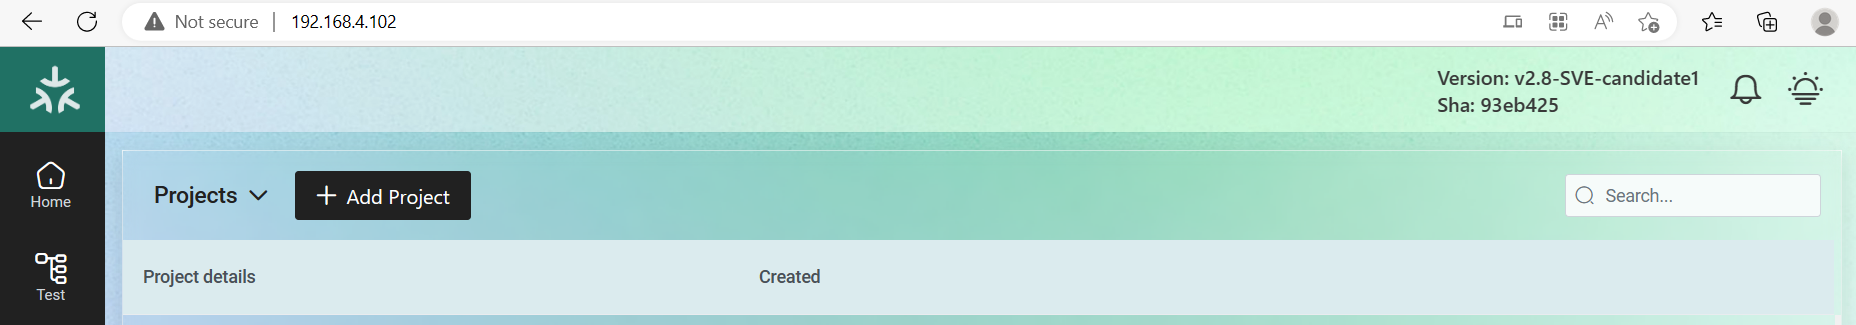 Not secure 192.168.4.102
Version: v2.8-SVE-candidate1
Sha: 93eb425
Home
Projects + Add Project Search...
Project details Created
Test